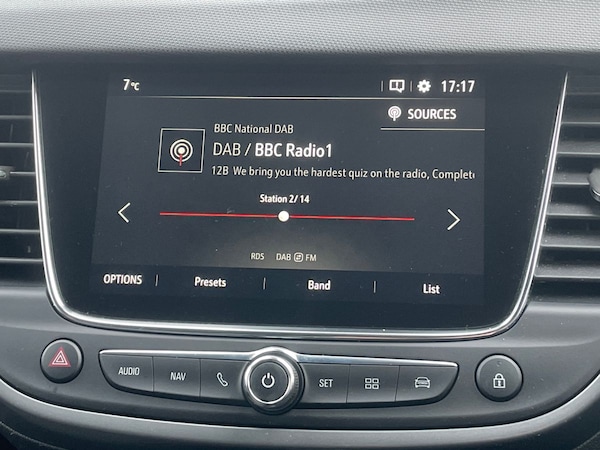 7°C 17:17
SOURCES
BBC National DAB
DAB / BBC Radio1
12B We bring you the hardest quiz on the radio, Complete
Station 2/14
RDS DAB FM
OPTIONS Presets Band List
AUDIO NAV SET